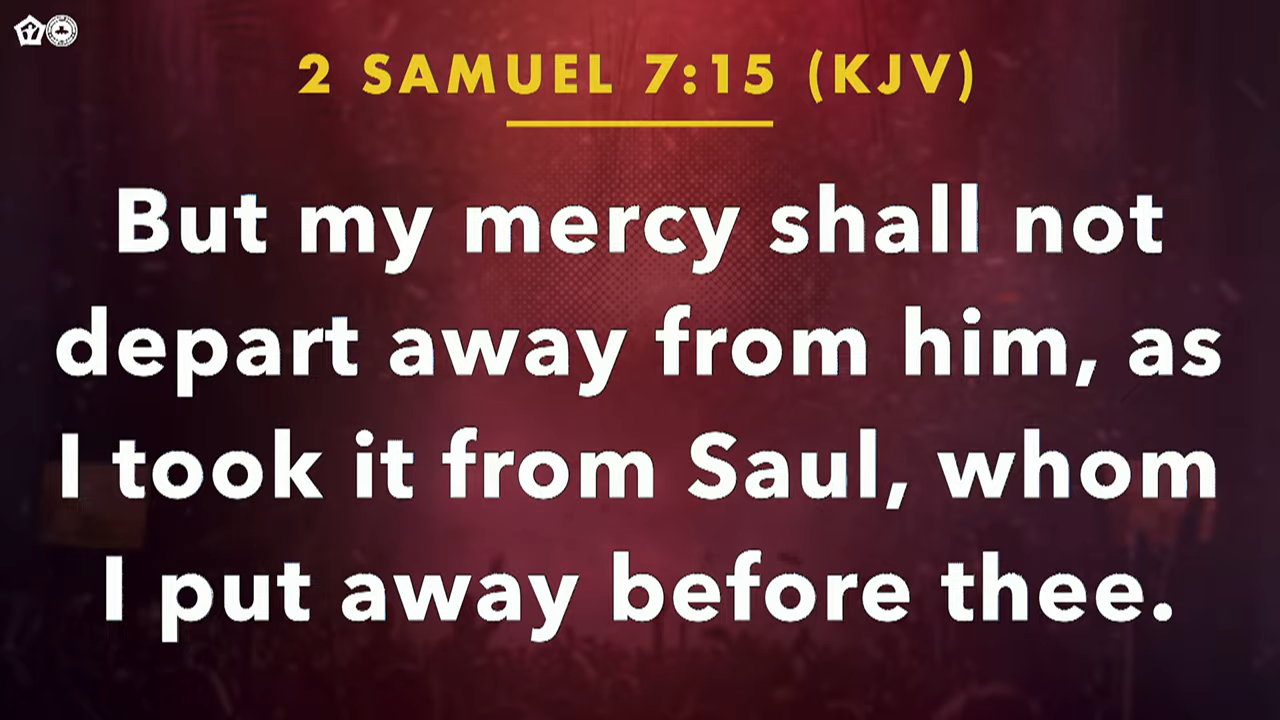 2 SAMUEL 7:15 (KJV)
But my mercy shall not
depart away from him, as
I took it from Saul, whom
I put away before thee.